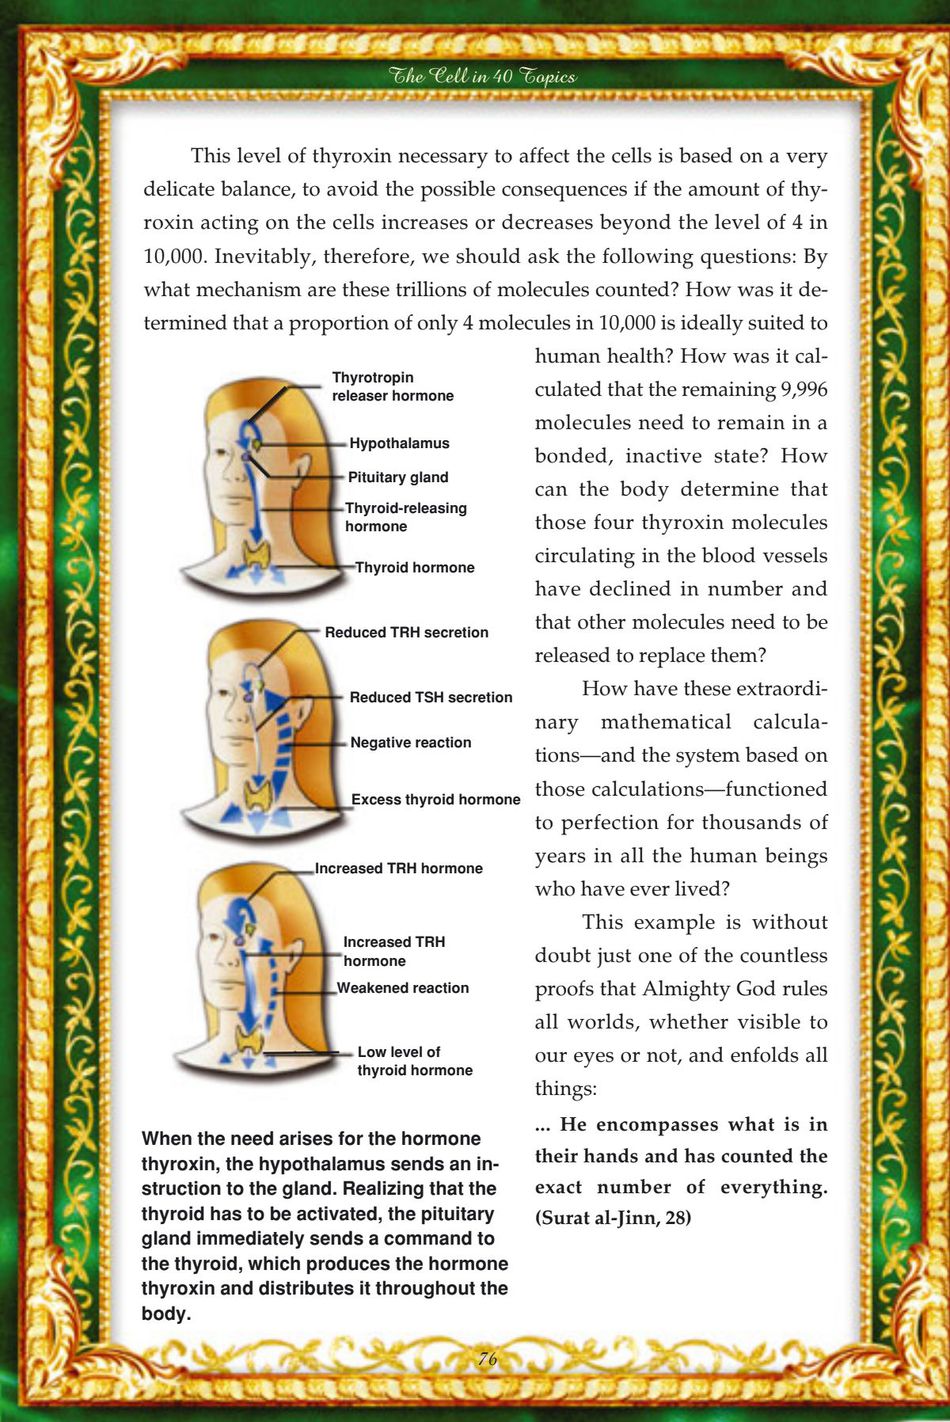 The Cell in 40 Topics
This level of thyroxin necessary to affect the cells is based on a very
delicate balance, to avoid the possible consequences if the amount of thy-
roxin acting on the cells increases or decreases beyond the level of 4 in
10,000. Inevitably, therefore, we should ask the following questions: By
what mechanism are these trillions of molecules counted? How was it de-
termined that a proportion of only 4 molecules in 10,000 is ideally suited to
human health? How was it cal-
culated that the remaining 9,996
molecules need to remain in a
bonded, inactive state? How
can the body determine that
those four thyroxin molecules
circulating in the blood vessels
have declined in number and
that other molecules need to be
released to replace them?
How have these extraordi-
nary mathematical calcula-
tions—and the system based on
those calculations—functioned
to perfection for thousands of
years in all the human beings
who have ever lived?
This example is without
doubt just one of the countless
proofs that Almighty God rules
all worlds, whether visible to
our eyes or not, and enfolds all
things:
... He encompasses what is in
their hands and has counted the
exact number of everything.
(Surat al-Jinn, 28)
Thyrotropin
releaser hormone
Hypothalamus
Pituitary gland
Thyroid-releasing
hormone
Thyroid hormone
Reduced TRH secretion
Reduced TSH secretion
Negative reaction
Excess thyroid hormone
Increased TRH hormone
Increased TRH
hormone
Weakened reaction
Low level of
thyroid hormone
When the need arises for the hormone
thyroxin, the hypothalamus sends an in-
struction to the gland. Realizing that the
thyroid has to be activated, the pituitary
gland immediately sends a command to
the thyroid, which produces the hormone
thyroxin and distributes it throughout the
body.
76